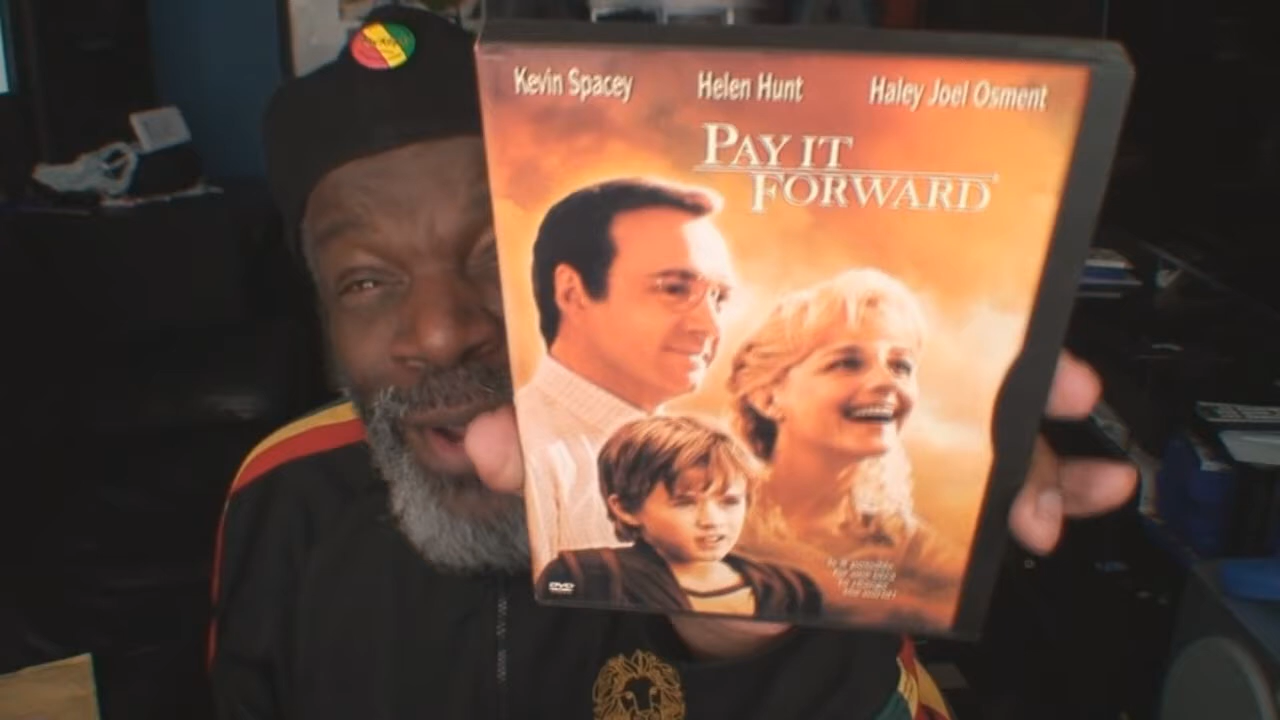 Kevin Spacey
Helen Hunt
Haley Joel Osment
PAY IT
FORWARD
DVD